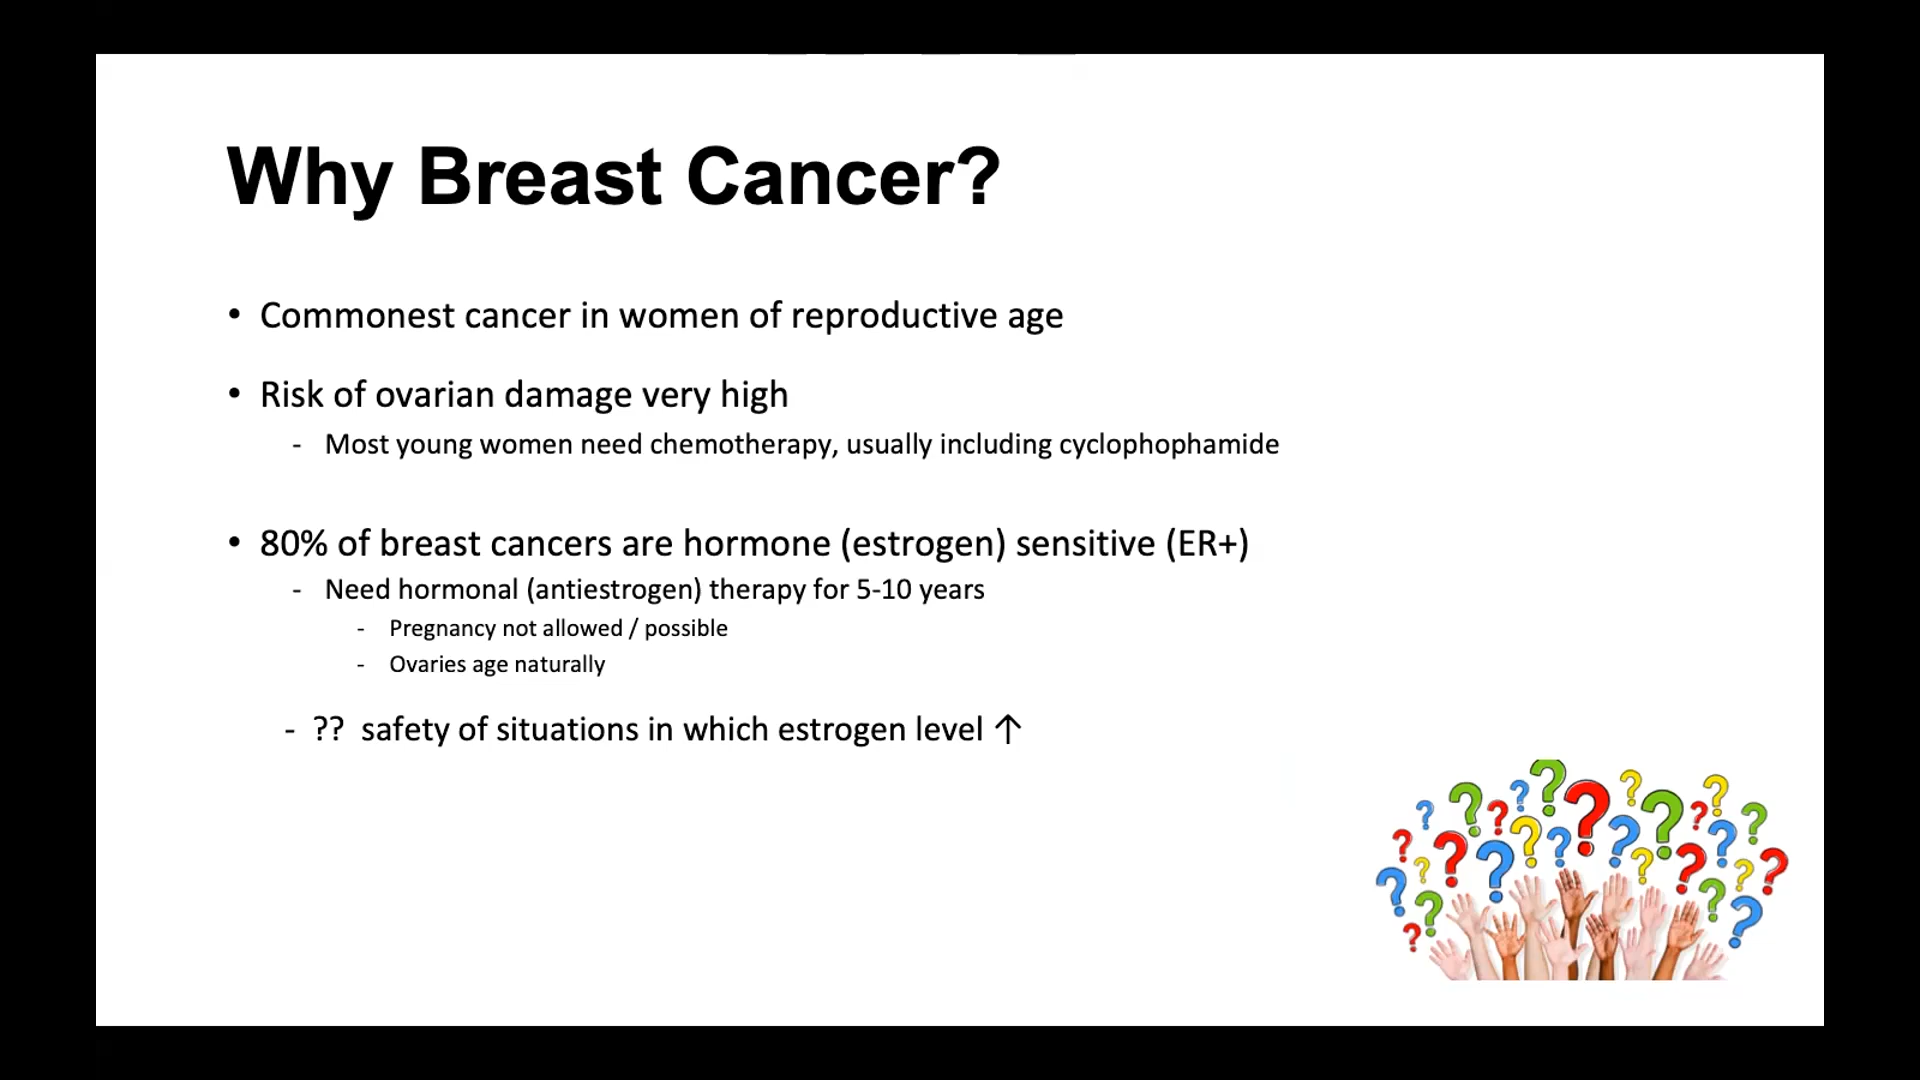 Why Breast Cancer?
• Commonest cancer in women of reproductive age
• Risk of ovarian damage very high
- Most young women need chemotherapy, usually including cyclophophamide
• 80% of breast cancers are hormone (estrogen) sensitive (ER+)
- Need hormonal (antiestrogen) therapy for 5-10 years
- Pregnancy not allowed / possible
- Ovaries age naturally
- ?? safety of situations in which estrogen level ↑